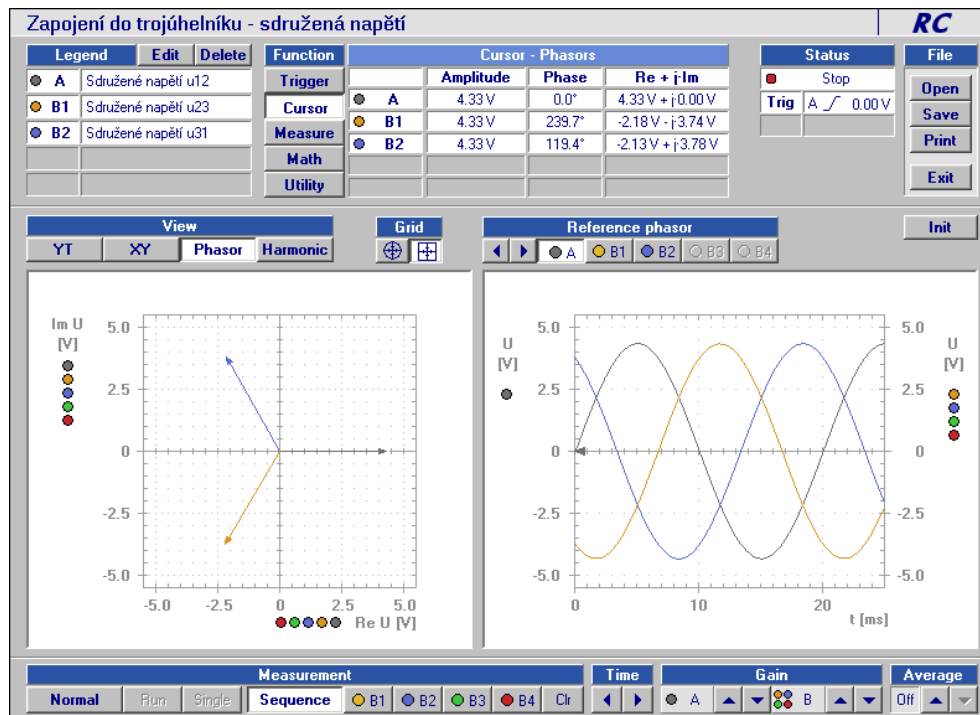 Zapojení do trojúhelníku - sdružená napětí
RC
Legend Edit Delete
A Sdružené napětí u12
B1 Sdružené napětí u23
B2 Sdružené napětí u31
Function
Trigger
Cursor
Measure
Math
Utility
Cursor - Phasors
Amplitude Phase Re + j·Im
A 4.33 V 0.0° 4.33 V + j·0.00 V
B1 4.33 V 239.7° -2.18 V - j·3.74 V
B2 4.33 V 119.4° -2.13 V + j·3.78 V
Status
Stop
Trig A 0.00 V
File
Open
Save
Print
Exit
View
YT XY Phasor Harmonic
Grid
Reference phasor
A B1 B2 B3 B4
Init
Im U
[V]
5.0
2.5
0
-2.5
-5.0
-5.0 -2.5 0 2.5 5.0
Re U [V]
U
[V]
5.0
2.5
0
-2.5
-5.0
5.0
2.5
0
-2.5
-5.0
U
[V]
0 10 20
t [ms]
Measurement
Normal Run Single Sequence B1 B2 B3 B4 Clr
Time
Gain
A B
Average
Off